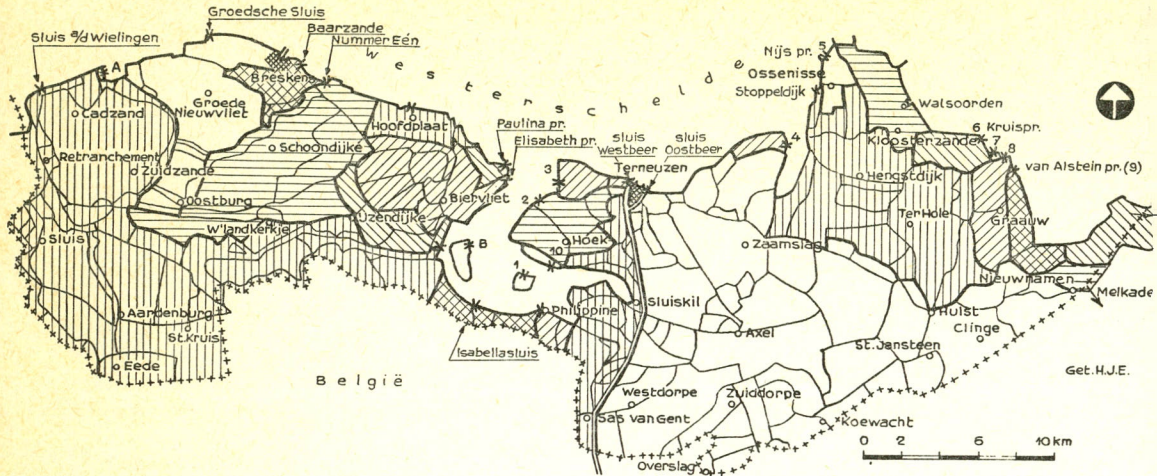 Groedsche Sluis
Sluis a/d Wielingen
Baarzande
Nummer Eén
Westerschelde
Nijs pr. 5
Ossenisse
Stoppeldijk
A
Breskens
Groede
Nieuwvliet
Cadzand
Hoofdplaat
Paulina pr.
Elisabeth pr.
sluis Westbeer
sluis Oostbeer
Terneuzen
4
Walsoorden
6 Kruispr.
7
8
Kloosterzande
van Alstein pr. (9)
Schoondijke
Retranchement
Zuidzande
3
Hengstdijk
Oostburg
Biervliet
2
IJzendijke
W'landkerkje
Ter Hole
Graauw
Sluis
B
10
Hoek
Zaamslag
1
Nieuwnamen
Melkade
Sluiskil
Aardenburg
Philippine
Hulst
St. Kruis
Isabellasluis
Axel
Clinge
St. Jansteen
Eede
België
Get. H.J.E.
Westdorpe
Zuiddorpe
Sas van Gent
Koewacht
Overslag
0 2 6 10 km